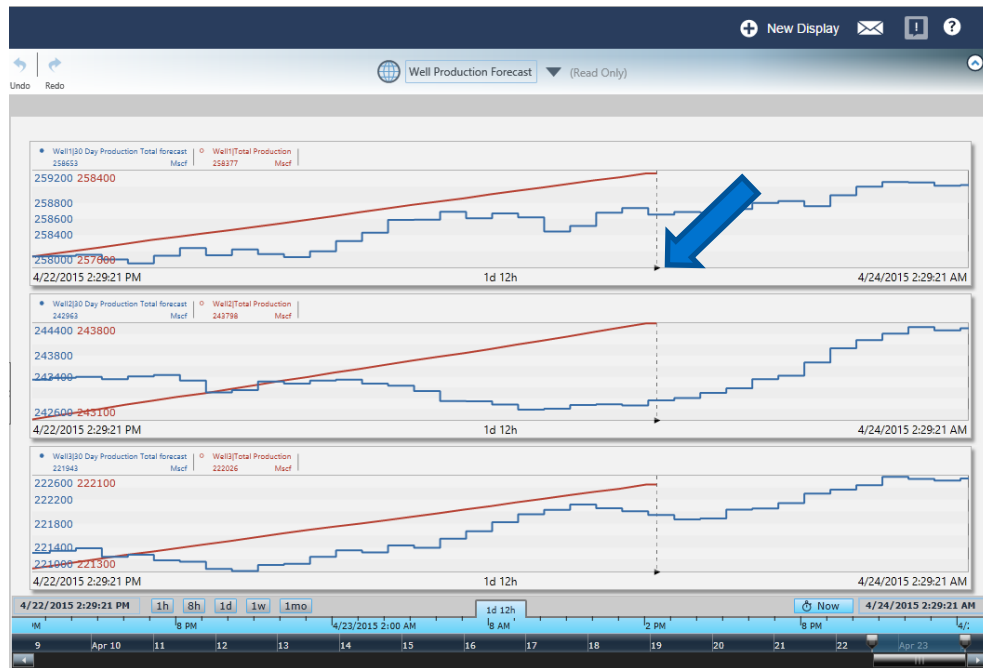 New Display ?
Undo Redo
Well Production Forecast (Read Only)
Well1|30 Day Production Total forecast Well1|Total Production
258653 Mscf 258377 Mscf
259200 258400
258800
258600
258400
258000 257600
4/22/2015 2:29:21 PM 1d 12h 4/24/2015 2:29:21 AM
Well2|30 Day Production Total forecast Well2|Total Production
242963 Mscf 243798 Mscf
244400 243800
243800
243400
242600 243100
4/22/2015 2:29:21 PM 1d 12h 4/24/2015 2:29:21 AM
Well3|30 Day Production Total forecast Well3|Total Production
221943 Mscf 222026 Mscf
222600 222100
222200
221800
221400
221000 221300
4/22/2015 2:29:21 PM 1d 12h 4/24/2015 2:29:21 AM
4/22/2015 2:29:21 PM 1h 8h 1d 1w 1mo 1d 12h Now 4/24/2015 2:29:21 AM
8 PM 4/23/2015 2:00 AM 8 AM 2 PM 8 PM
9 Apr 10 11 12 13 14 15 16 17 18 19 20 21 22 Apr 23